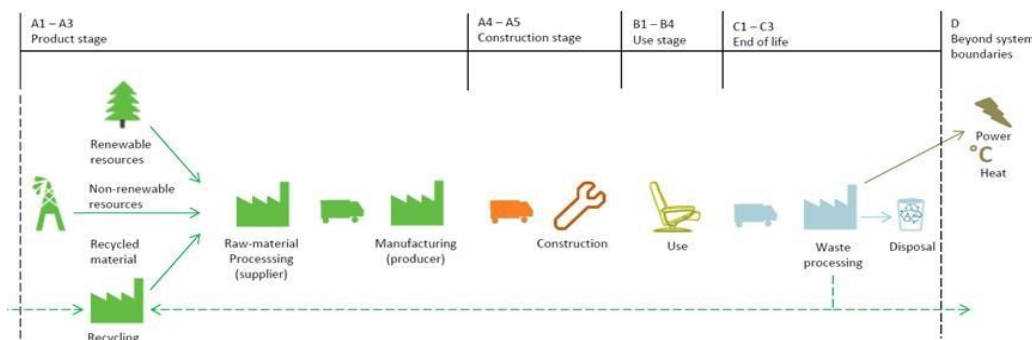 A1 – A3
Product stage
A4 – A5
Construction stage
B1 – B4
Use stage
C1 – C3
End of life
D
Beyond system
boundaries
Renewable
resources
Non-renewable
resources
Recycled
material
Recycling
Raw-material
Processsing
(supplier)
Manufacturing
(producer)
Construction
Use
Waste
processing
Disposal
Power
°C
Heat